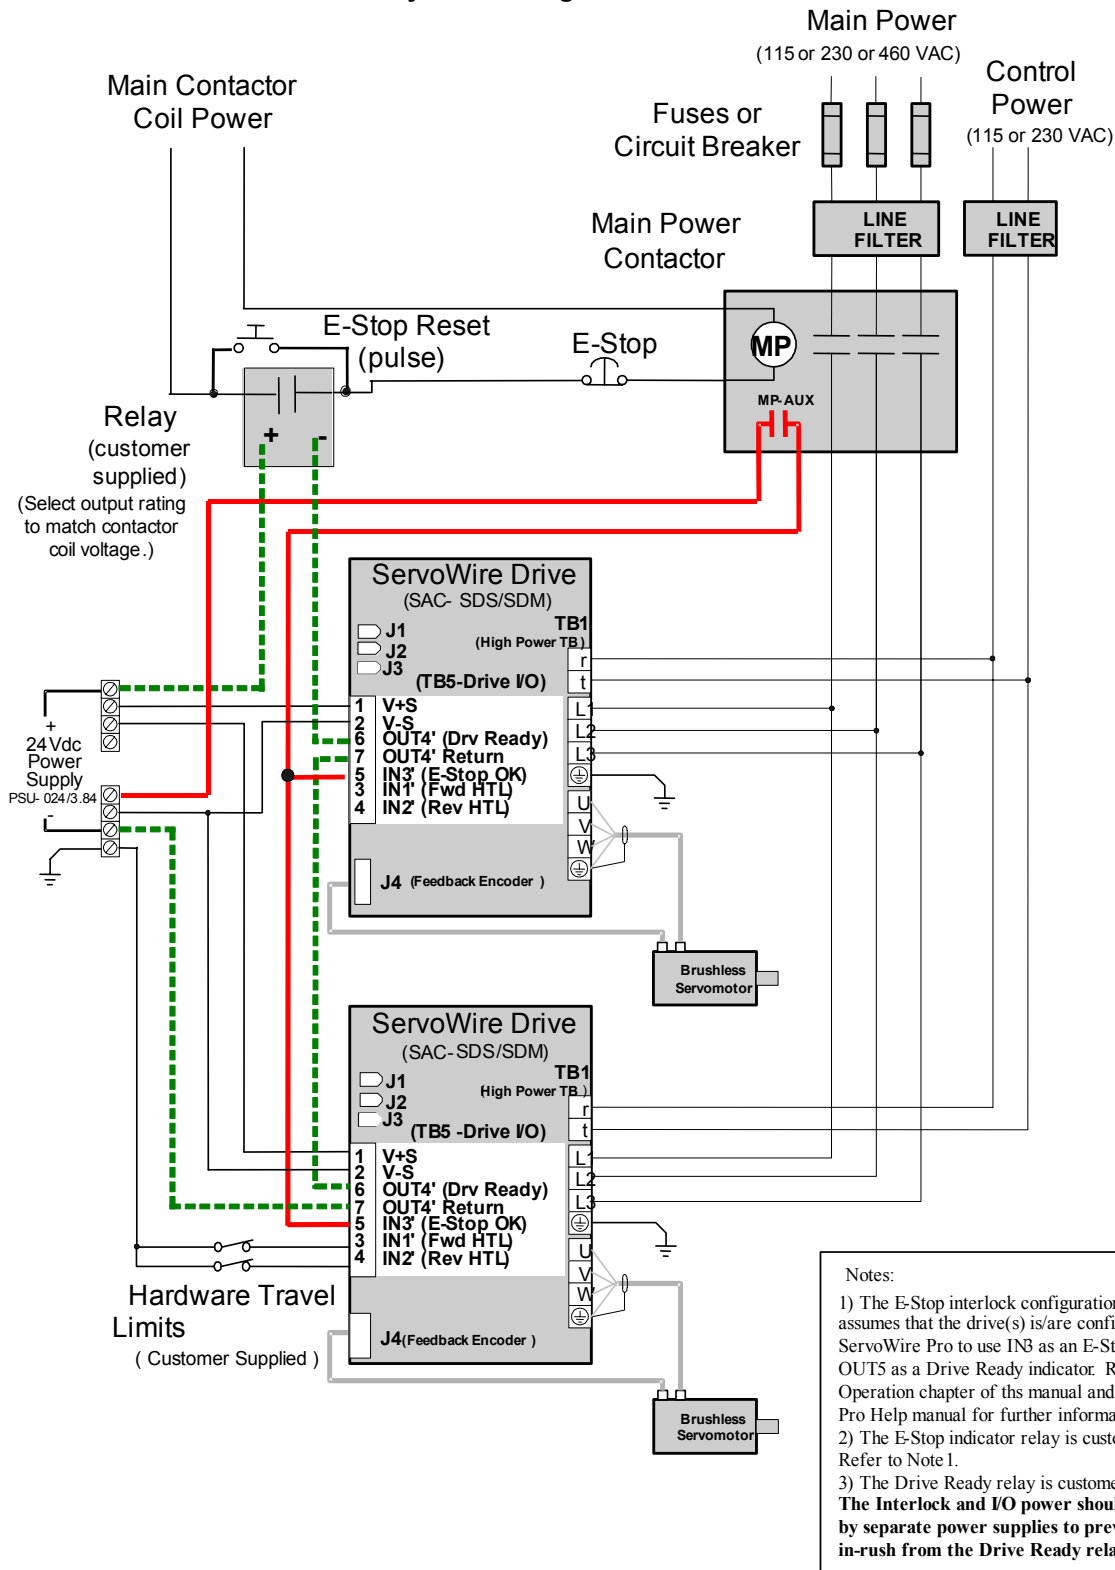 Main Power
(115 or 230 or 460 VAC)
Control
Power
(115 or 230 VAC)
Main Contactor
Coil Power
Fuses or
Circuit Breaker
LINE
FILTER
LINE
FILTER
Main Power
Contactor
E-Stop Reset
(pulse)
E-Stop
MP
MP-AUX
Relay
(customer
supplied)
(Select output rating
to match contactor
coil voltage.)
+
-
ServoWire Drive
(SAC- SDS/SDM)
TB1
(High Power TB)
J1
J2
J3
(TB5-Drive I/O)
r
t
L1
L2
L3
U
V
W
1 V+S
2 V-S
6 OUT4' (Drv Ready)
7 OUT4' Return
5 IN3' (E-Stop OK)
3 IN1' (Fwd HTL)
4 IN2' (Rev HTL)
J4 (Feedback Encoder )
+
24Vdc
Power
Supply
PSU- 024/3.84
-
Brushless
Servomotor
ServoWire Drive
(SAC-SDS/SDM)
TB1
(High Power TB )
J1
J2
J3
(TB5 -Drive I/O)
r
t
L1
L2
L3
U
V
W
1 V+S
2 V-S
6 OUT4' (Drv Ready)
7 OUT4' Return
5 IN3' (E-Stop OK)
3 IN1' (Fwd HTL)
4 IN2' (Rev HTL)
J4(Feedback Encoder )
Hardware Travel
Limits
( Customer Supplied )
Brushless
Servomotor
Notes:
1) The E-Stop interlock configuration
assumes that the drive(s) is/are
ServoWire Pro to use IN3 as an
OUT5 as a Drive Ready indicator.
Operation chapter of ths manual and
Pro Help manual for further
2) The E-Stop indicator relay is
Refer to Note 1.
3) The Drive Ready relay is
The Interlock and I/O power
by separate power supplies to
in-rush from the Drive Ready